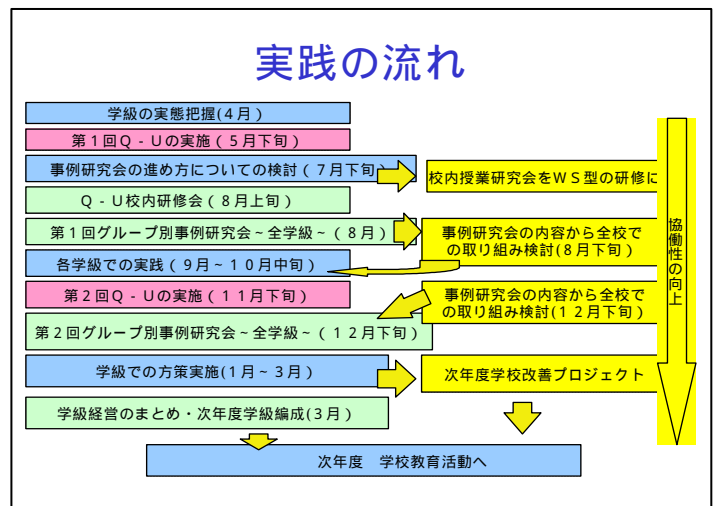 実践の流れ
学級の実態把握(4月)
第1回Q-Uの実施(5月下旬)
事例研究会の進め方についての検討(7月下旬)
校内授業研究会をWS型の研修に
Q-U校内研修会(8月上旬)
第1回グループ別事例研究会~全学級~(8月)
事例研究会の内容から全校で
の取り組み検討(8月下旬)
各学級での実践(9月~10月中旬)
第2回Q-Uの実施(11月下旬)
事例研究会の内容から全校で
の取り組み検討(12月下旬)
第2回グループ別事例研究会~全学級~(12月下旬)
学級での方策実施(1月~3月)
次年度学校改善プロジェクト
学級経営のまとめ・次年度学級編成(3月)
次年度 学校教育活動へ
協働性の向上